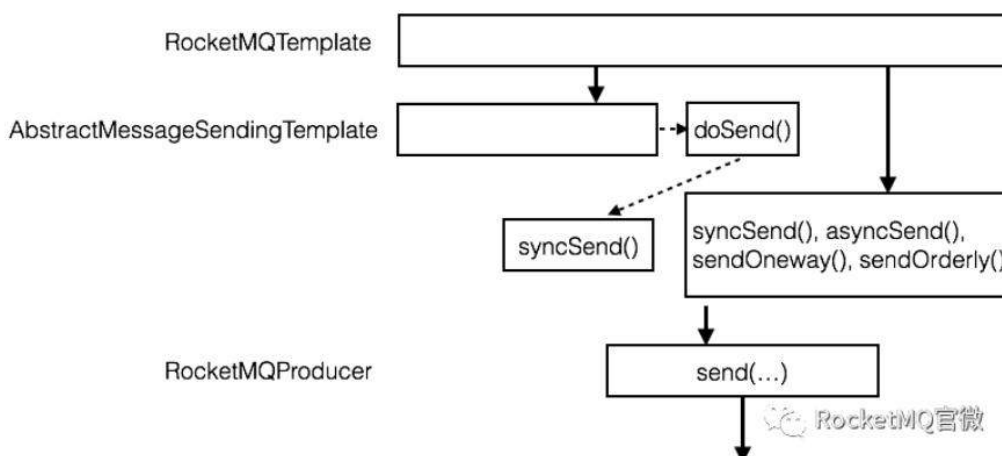 RocketMQTemplate
AbstractMessageSendingTemplate
doSend()
syncSend()
syncSend(), asyncSend(),
sendOneway(), sendOrderly()
RocketMQProducer
send(...)
RocketMQ官微